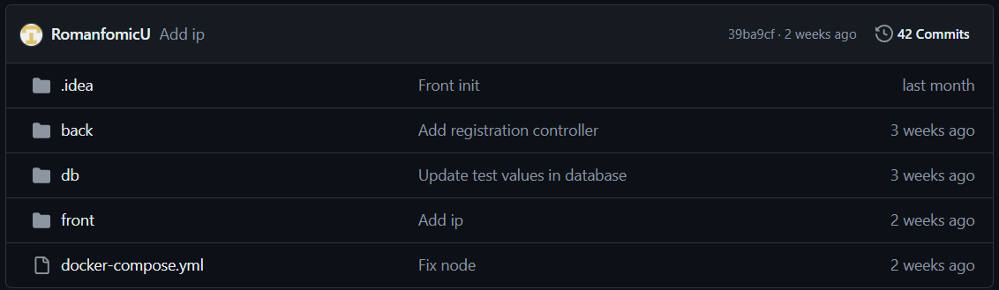 RomanfomicU Add ip 39ba9cf · 2 weeks ago 42 Commits
.idea Front init last month
back Add registration controller 3 weeks ago
db Update test values in database 3 weeks ago
front Add ip 2 weeks ago
docker-compose.yml Fix node 2 weeks ago